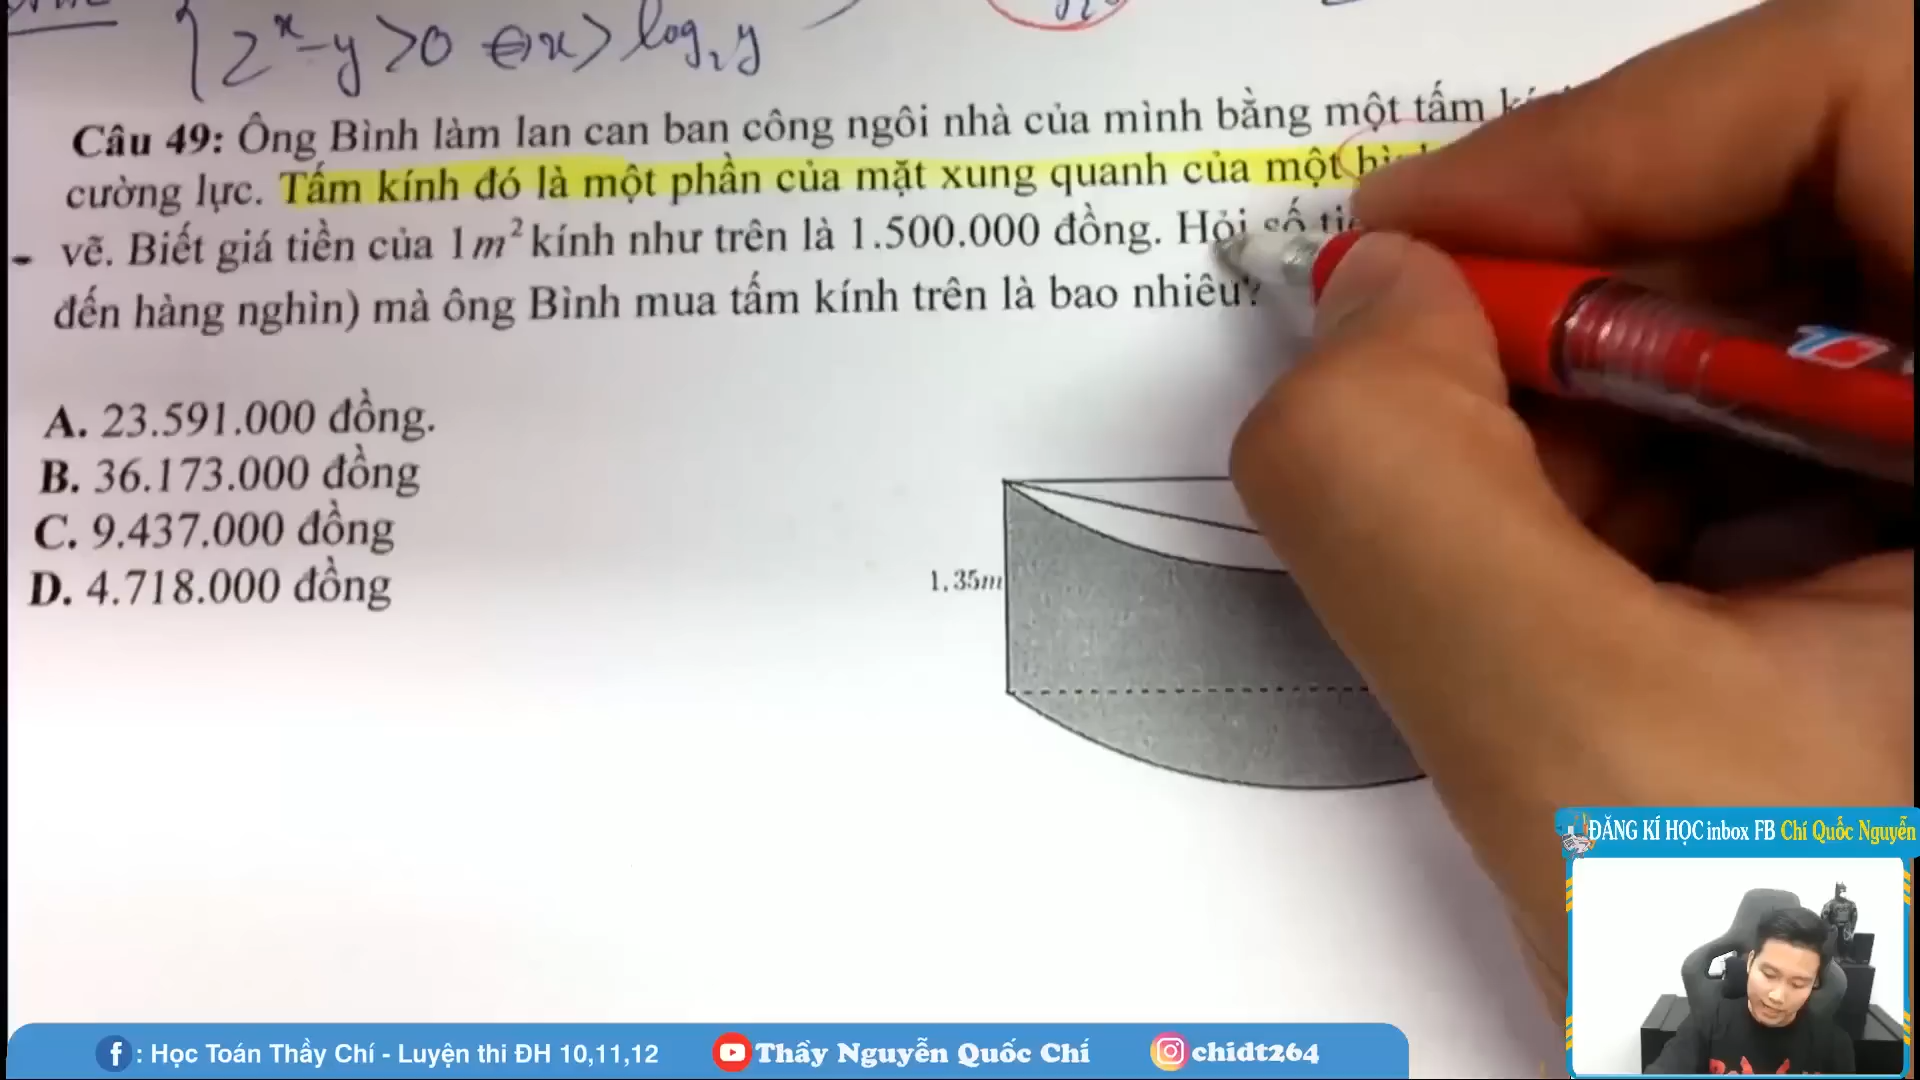 { 2^x - y > 0 ⇔ x > log₂ y
Câu 49: Ông Bình làm lan can ban công ngôi nhà của mình bằng một tấm
cường lực. Tấm kính đó là một phần của mặt xung quanh của một
vẽ. Biết giá tiền của 1m² kính như trên là 1.500.000 đồng. Hỏi số
đến hàng nghìn) mà ông Bình mua tấm kính trên là bao nhiêu?
A. 23.591.000 đồng.
B. 36.173.000 đồng
C. 9.437.000 đồng
D. 4.718.000 đồng
1.35m
ĐĂNG KÍ HỌC inbox FB Chí Quốc Nguyễn
f : Học Toán Thầy Chí - Luyện thi ĐH 10,11,12
Thầy Nguyễn Quốc Chí
chidt264